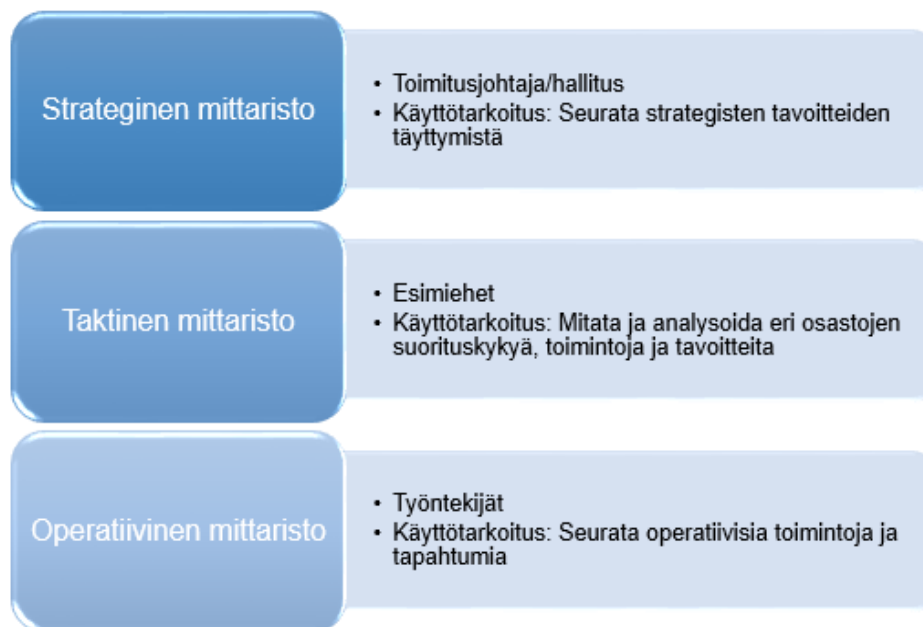 Strateginen mittaristo
• Toimitusjohtaja/hallitus
• Käyttötarkoitus: Seurata strategisten tavoitteiden
täyttymistä
Taktinen mittaristo
• Esimiehet
• Käyttötarkoitus: Mitata ja analysoida eri osastojen
suorituskykyä, toimintoja ja tavoitteita
Operatiivinen mittaristo
• Työntekijät
• Käyttötarkoitus: Seurata operatiivisia toimintoja ja
tapahtumia